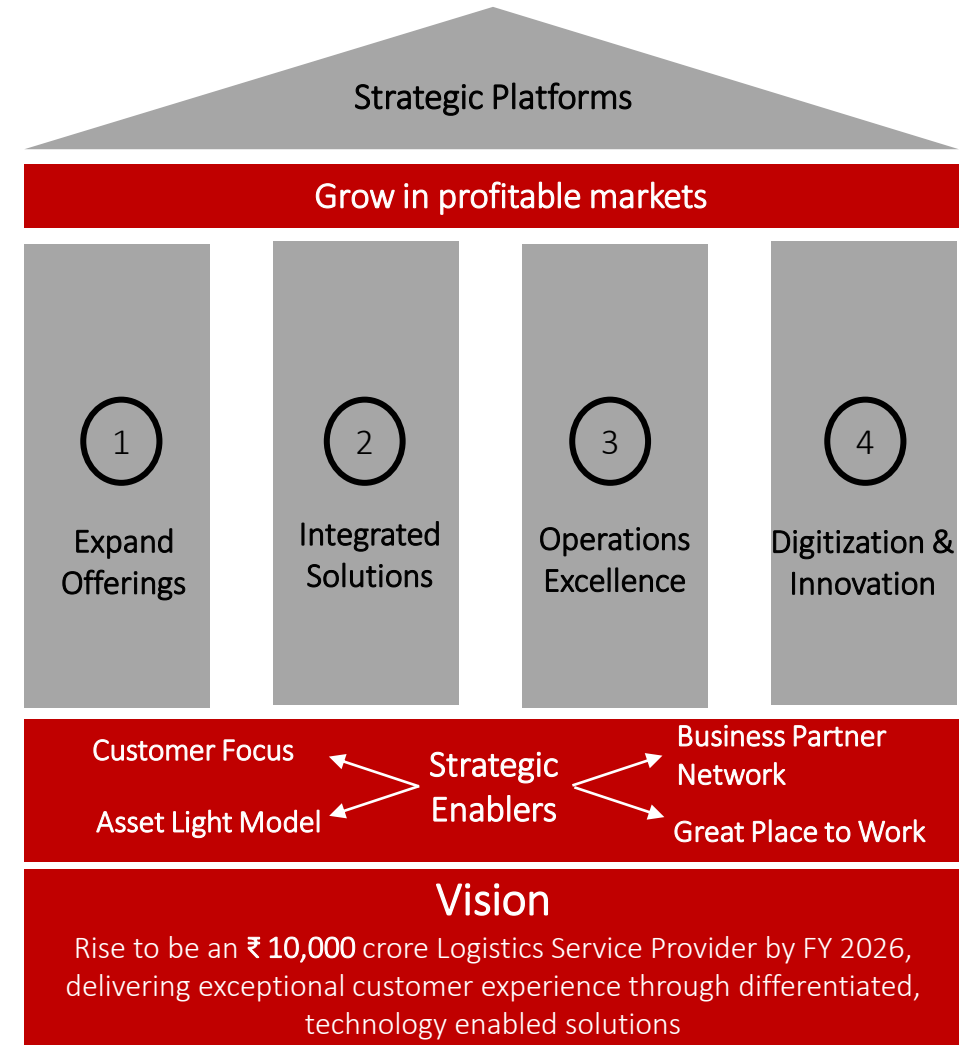 Strategic Platforms
Grow in profitable markets
1
Expand
Offerings
2
Integrated
Solutions
3
Operations
Excellence
4
Digitization &
Innovation
Customer Focus
Asset Light Model
Strategic
Enablers
Business Partner
Network
Great Place to Work
Vision
Rise to be an ₹ 10,000 crore Logistics Service Provider by FY 2026,
delivering exceptional customer experience through differentiated,
technology enabled solutions